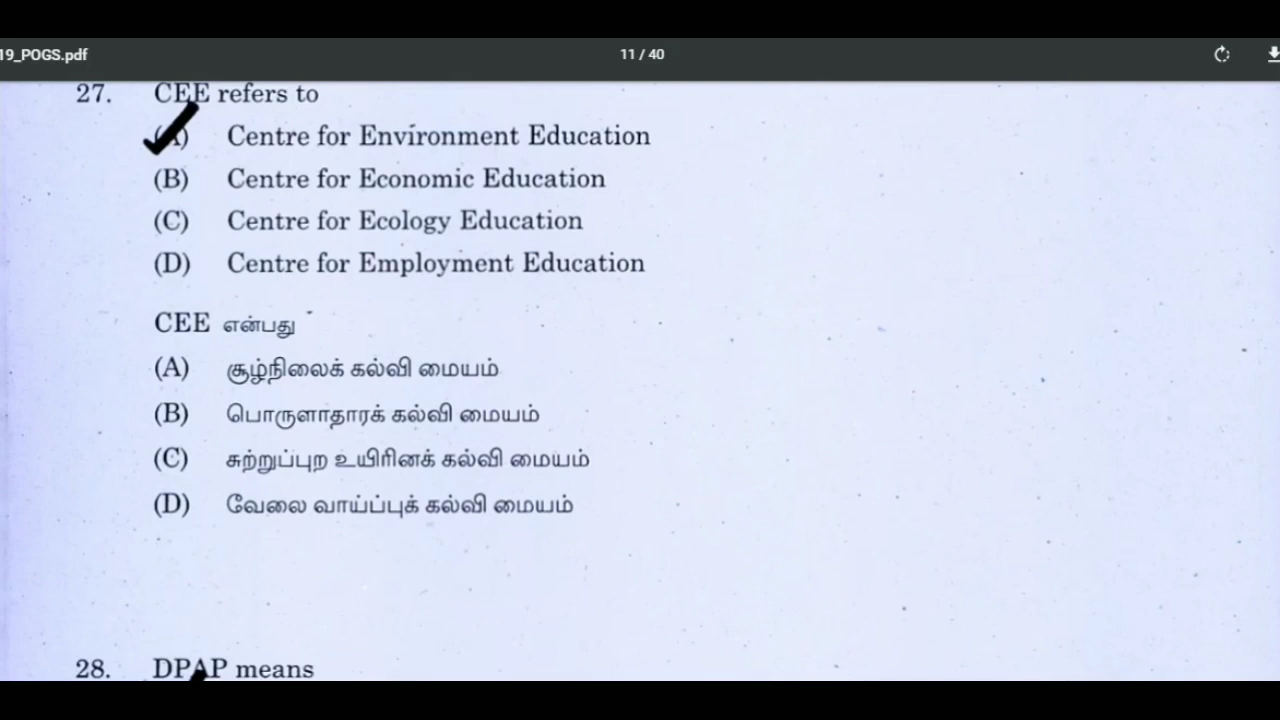 19_POGS.pdf
11 / 40
27. CEE refers to
(A) Centre for Environment Education
(B) Centre for Economic Education
(C) Centre for Ecology Education
(D) Centre for Employment Education
CEE என்பது
(A) சூழ்நிலைக் கல்வி மையம்
(B) பொருளாதாரக் கல்வி மையம்
(C) சுற்றுப்புற உயிரினக் கல்வி மையம்
(D) வேலை வாய்ப்புக் கல்வி மையம்
28. DPAP means